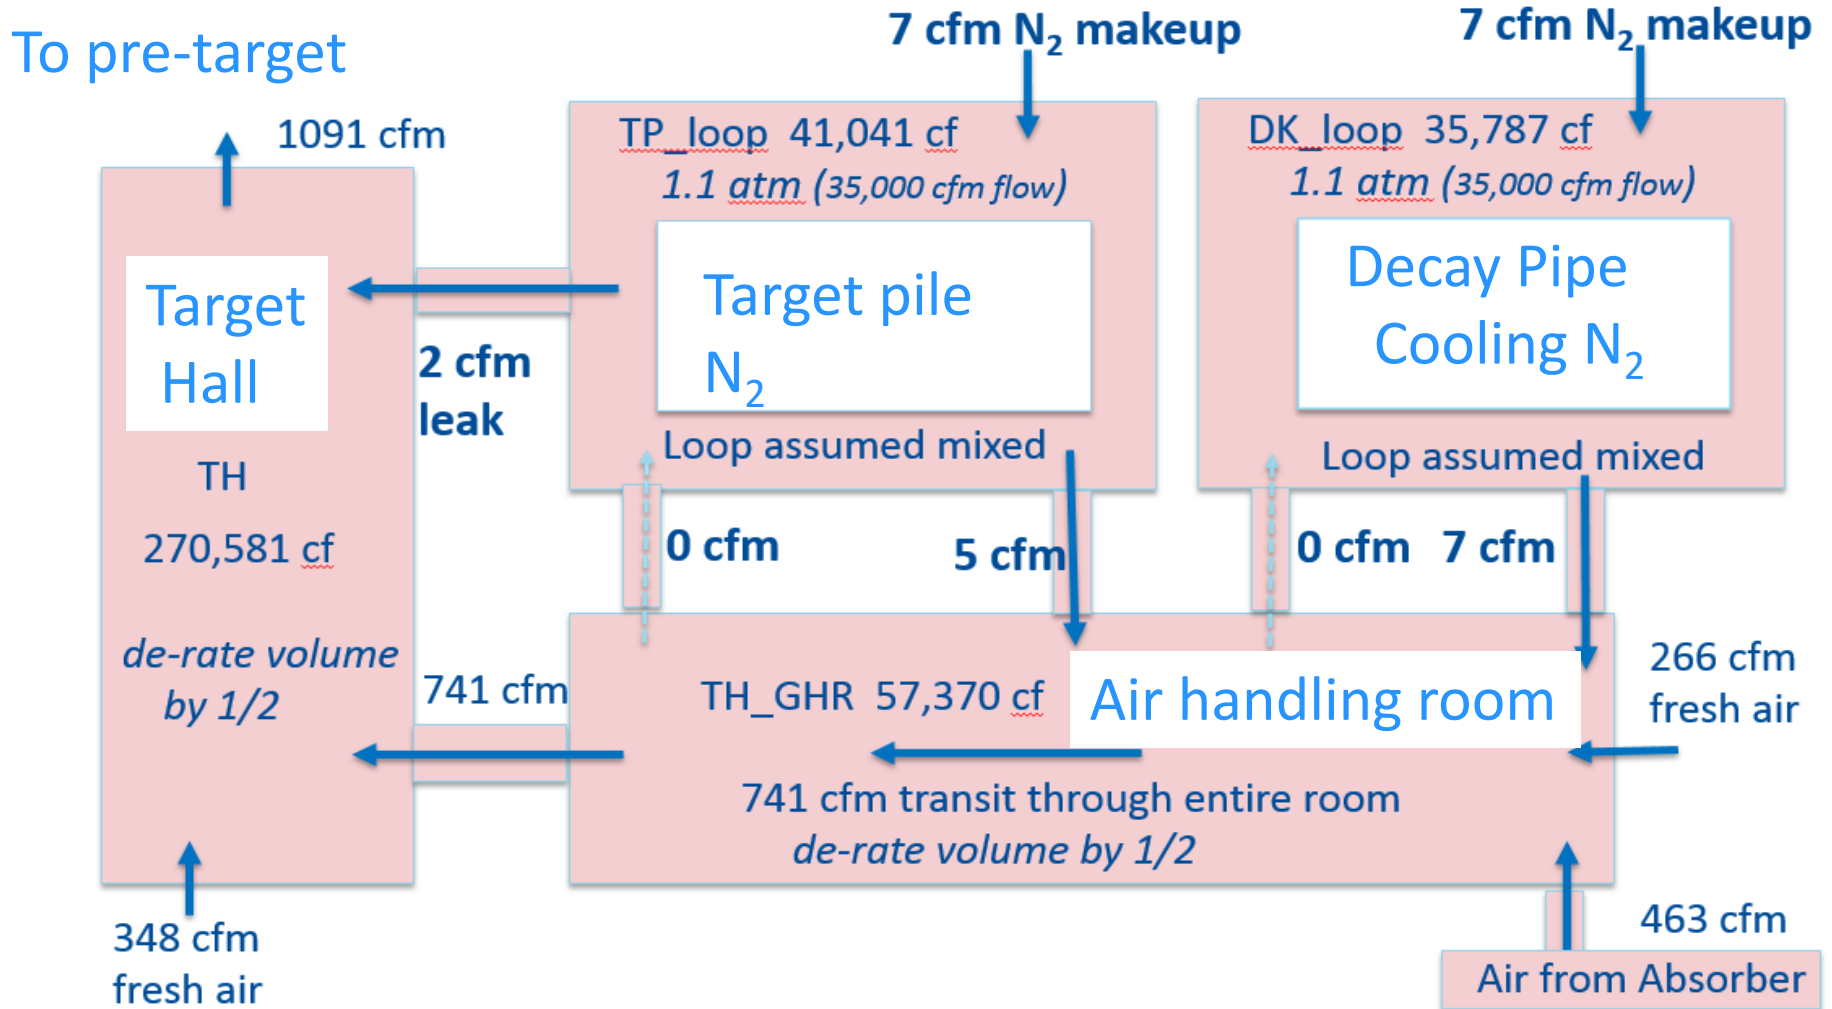 To pre-target
1091 cfm
Target
Hall
TH
270,581 cf
de-rate volume
by 1/2
348 cfm
fresh air
7 cfm N₂ makeup
TP_loop 41,041 cf
1.1 atm (35,000 cfm flow)
Target pile
N₂
Loop assumed mixed
2 cfm
leak
0 cfm
5 cfm
7 cfm N₂ makeup
DK_loop 35,787 cf
1.1 atm (35,000 cfm flow)
Decay Pipe
Cooling N₂
Loop assumed mixed
0 cfm
7 cfm
741 cfm
TH_GHR 57,370 cf
Air handling room
741 cfm transit through entire room
de-rate volume by 1/2
266 cfm
fresh air
463 cfm
Air from Absorber